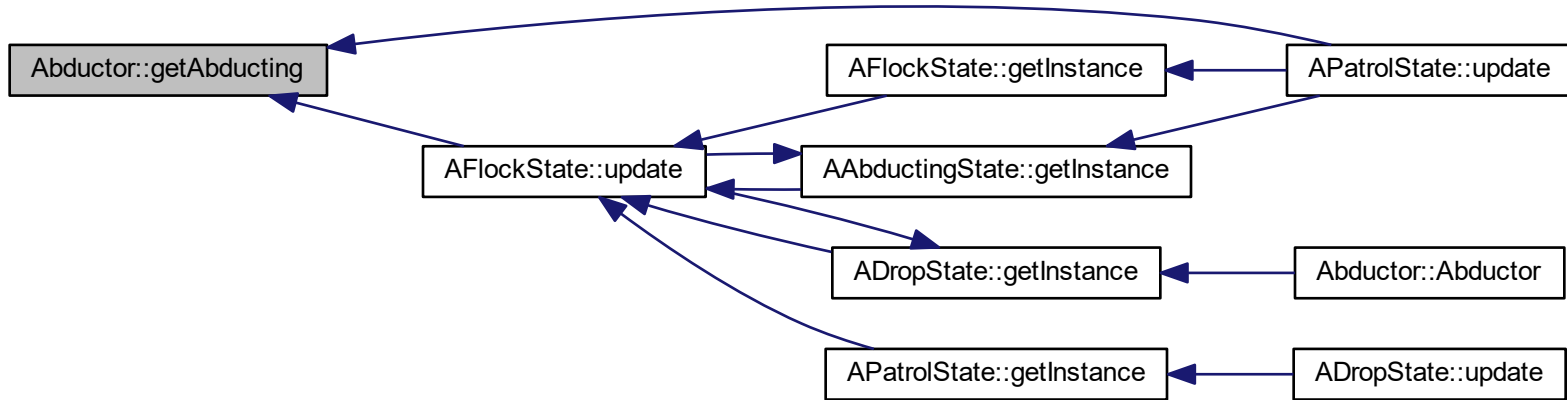 Abductor::getAbducting
AFlockState::getInstance
APatrolState::update
AFlockState::update
AAbductingState::getInstance
ADropState::getInstance
Abductor::Abductor
APatrolState::getInstance
ADropState::update